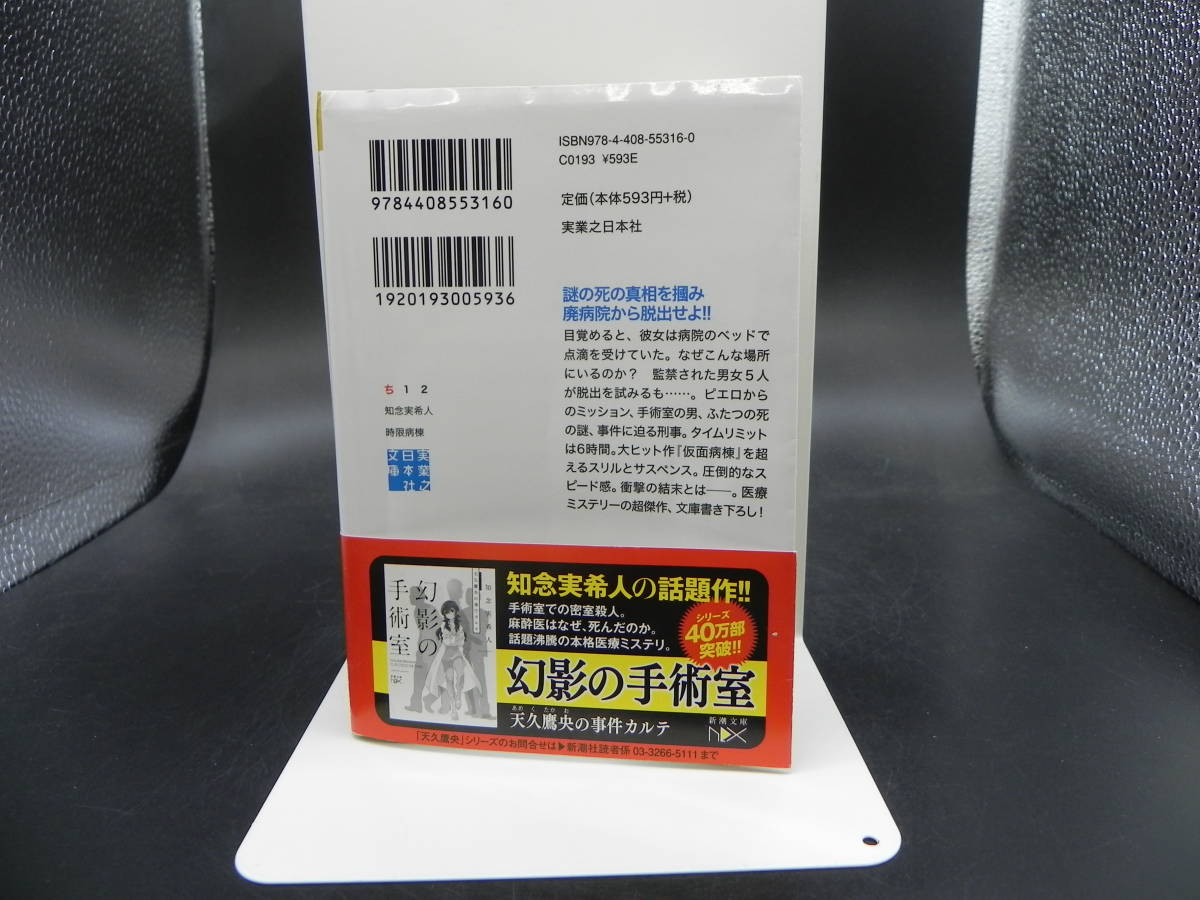 9784408553160
1920193005936
ISBN978-4-408-55316-0
C0193 ¥593E
定価(本体593円+税)
実業之日本社
謎の死の真相を摑み
廃病院から脱出せよ!!
目覚めると、彼女は病院のベッドで
点滴を受けていた。なぜこんな場所
にいるのか? 監禁された男女5人
が脱出を試みるも……。ピエロから
のミッション、手術室の男、ふたつの死
の謎、事件に迫る刑事。タイムリミット
は6時間。大ヒット作『仮面病棟』を超
えるスリルとサスペンス。圧倒的なス
ピード感。衝撃の結末とは――。医療
ミステリーの超傑作、文庫書き下ろし!
ち 1 2
知念実希人
時限病棟
実業之
日本社
文庫
幻影の
手術室
知念実希人
知念実希人の話題作!!
手術室での密室殺人。
麻酔医はなぜ、死んだのか。
話題沸騰の本格医療ミステリ。
シリーズ
40万部
突破!!
幻影の手術室
あめくたかお
天久鷹央の事件カルテ
新潮文庫
nex
「天久鷹央」シリーズのお問合せは▶新潮社読者係 03-3266-5111まで